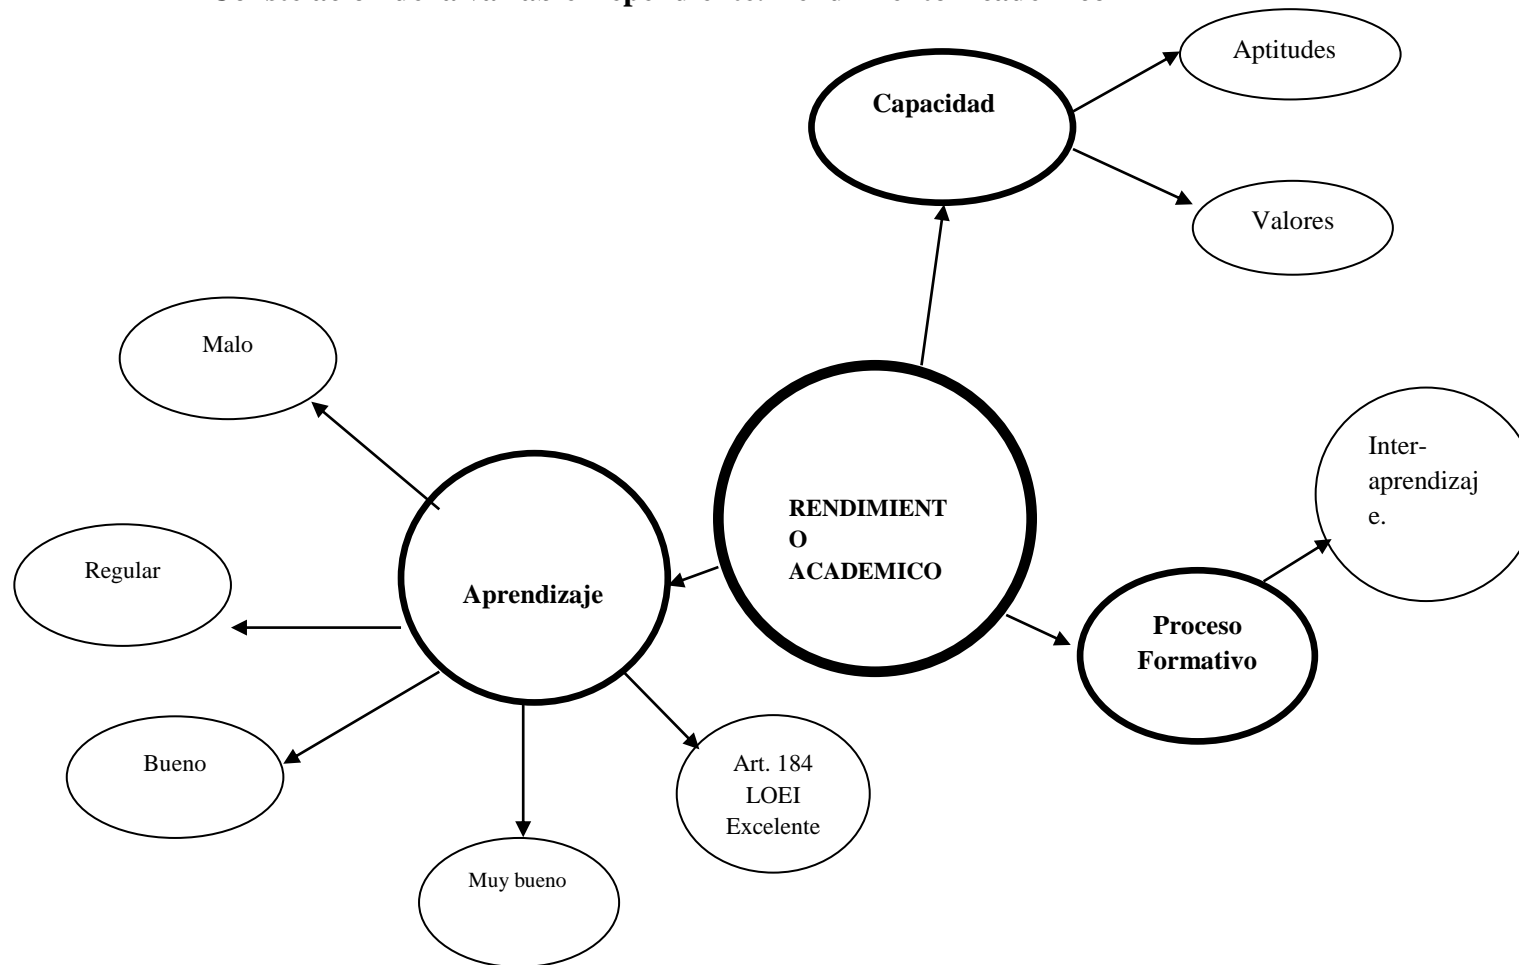 Aptitudes
Capacidad
Valores
Malo
Inter-
aprendizaj
e.
RENDIMIENT
O
ACADEMICO
Regular
Aprendizaje
Proceso
Formativo
Bueno
Art. 184
LOEI
Excelente
Muy bueno